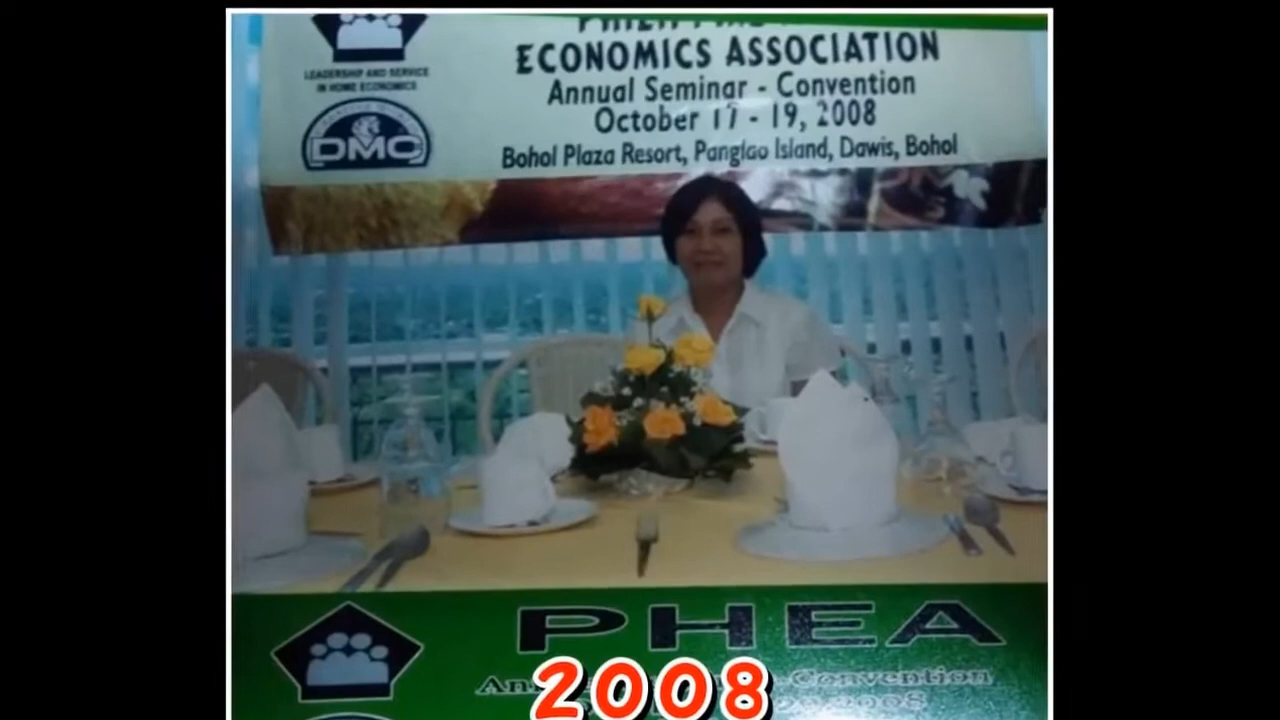 ECONOMICS ASSOCIATION
Annual Seminar - Convention
October 17 - 19, 2008
Bohol Plaza Resort, Panglao Island, Dawis, Bohol
LEADERSHIP AND SERVICE
IN HOME ECONOMICS
DMC
PHEA
Convention
2008